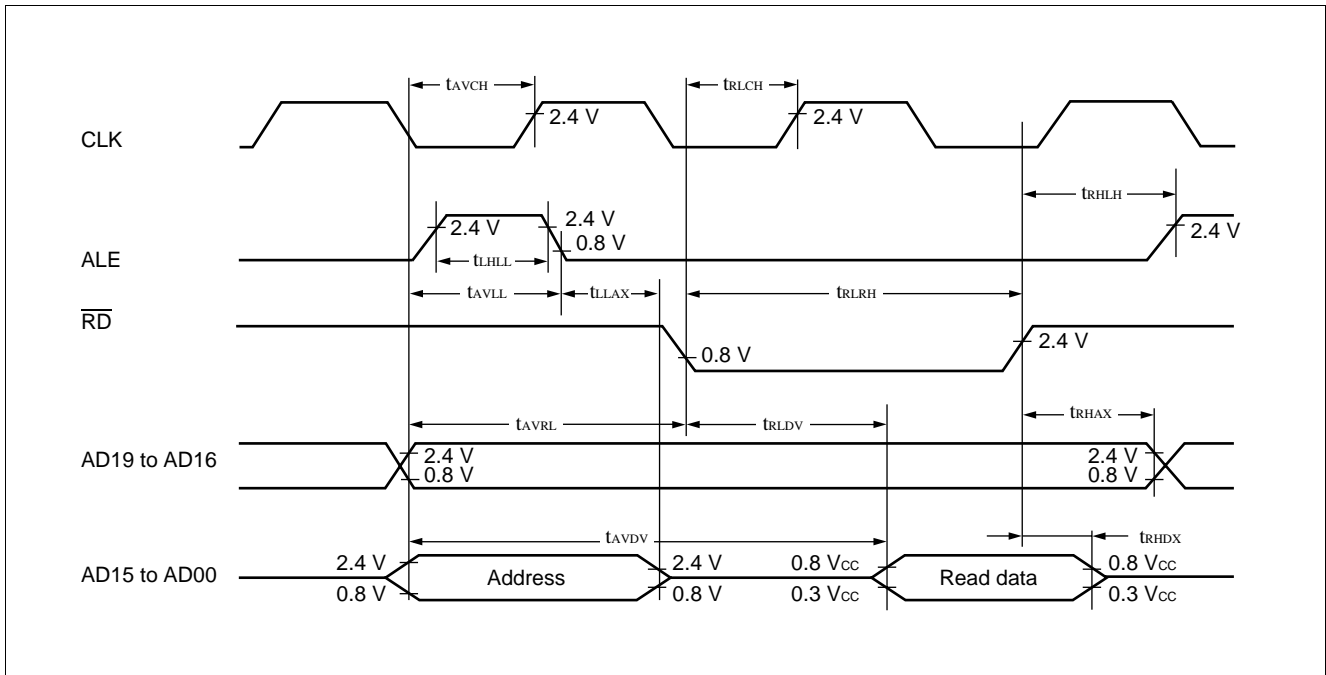 tAVCH
tRLCH
CLK
2.4 V
2.4 V
tRHLH
ALE
2.4 V
2.4 V
0.8 V
2.4 V
tLHLL
tAVLL
tLLAX
tRLRH
RD
0.8 V
2.4 V
tAVRL
tRLDV
tRHAX
AD19 to AD16
2.4 V
0.8 V
2.4 V
0.8 V
tAVDV
tRHDX
AD15 to AD00
2.4 V
0.8 V
Address
2.4 V
0.8 V
0.8 VCC
0.3 VCC
Read data
0.8 VCC
0.3 VCC